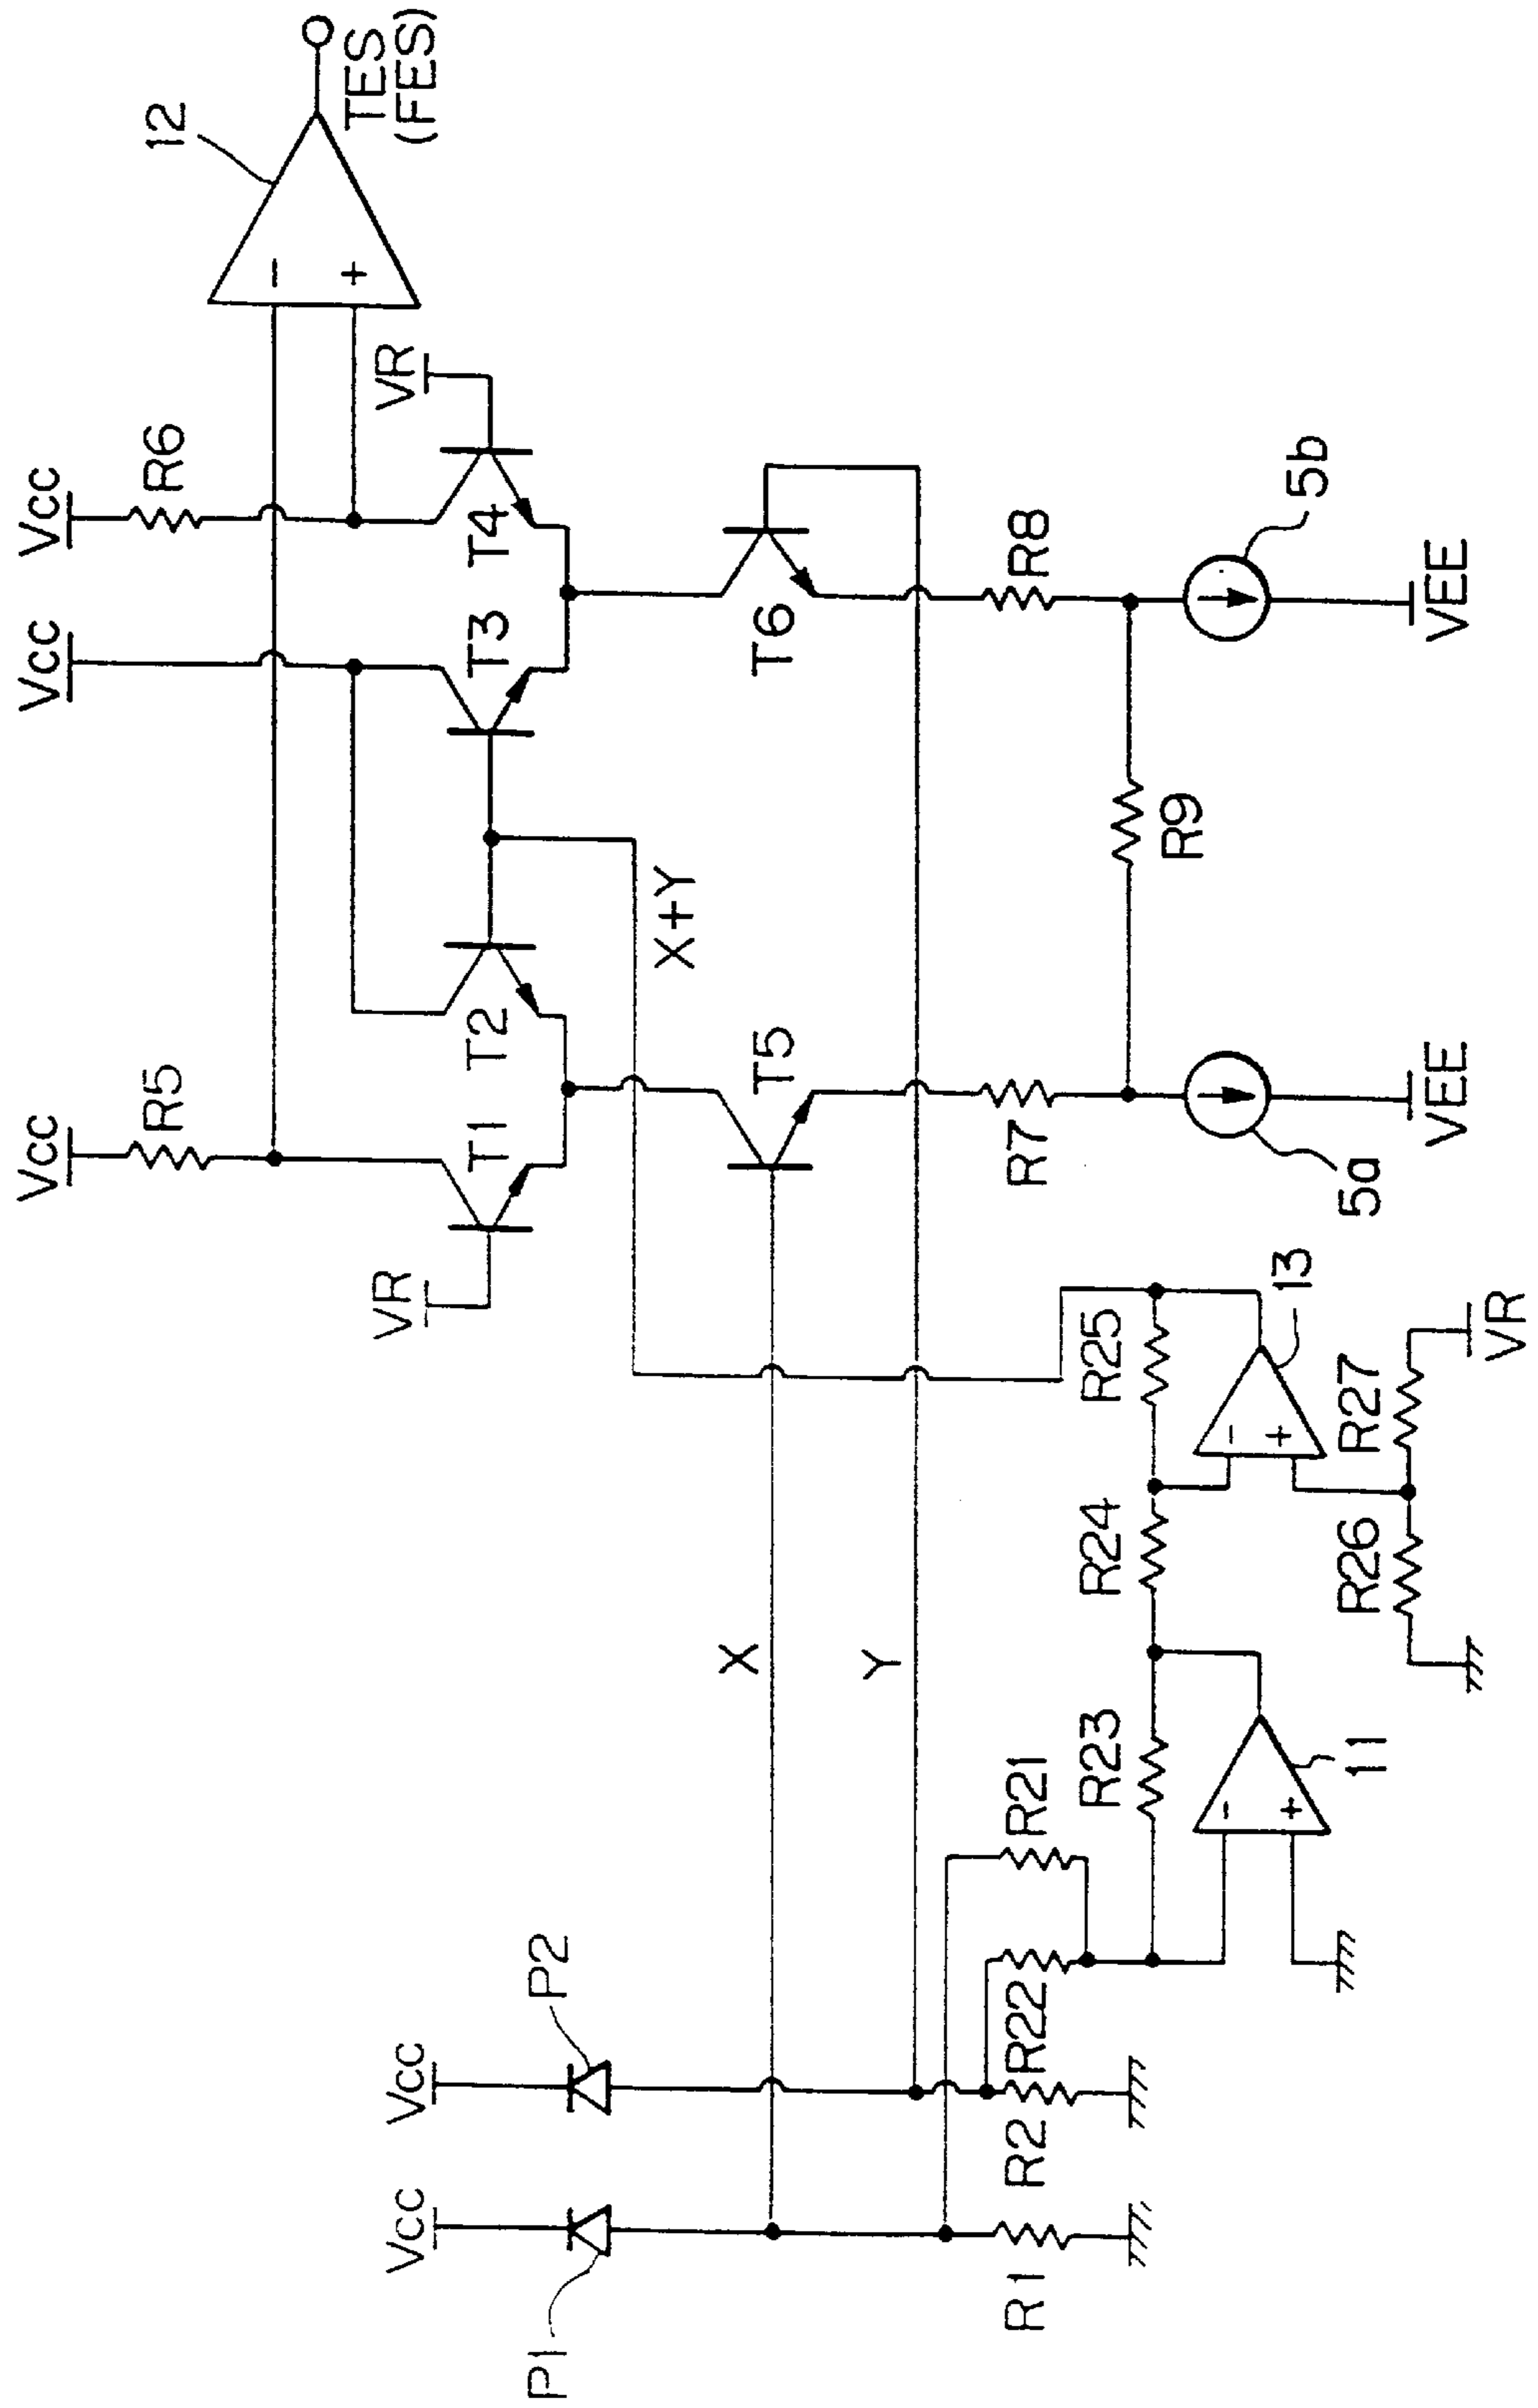 12
TES
(FES)
Vcc
R6
Vcc
Vcc
R5
VR
T4
T3
T2
T1
VR
X+Y
T6
T5
R8
R9
R7
5b
5a
VEE
VEE
X
Y
R25
13
R24
R27
VR
R26
R23
11
R21
R22
P2
Vcc
R2
Vcc
P1
R1
-
+
-
+
-
+